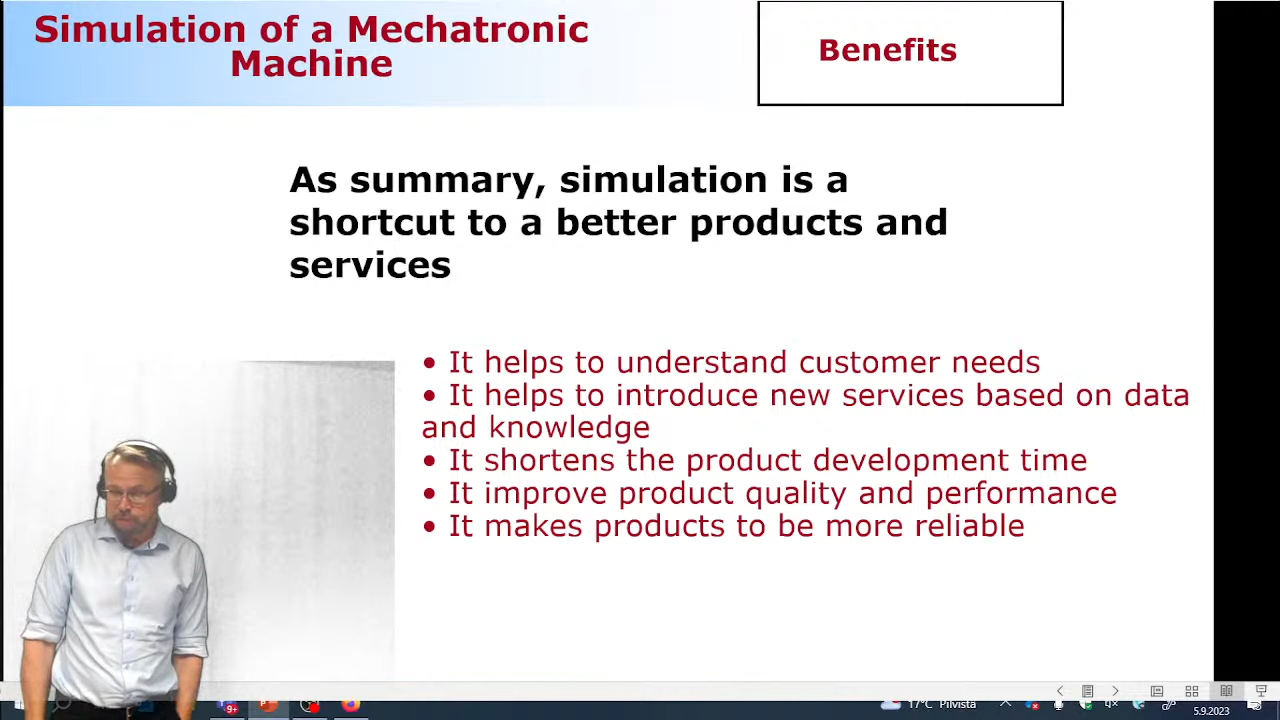 Simulation of a Mechatronic
Machine
Benefits
As summary, simulation is a
shortcut to a better products and
services
• It helps to understand customer needs
• It helps to introduce new services based on data
and knowledge
• It shortens the product development time
• It improve product quality and performance
• It makes products to be more reliable
9+
17°C Pilvistä
5.9.2023